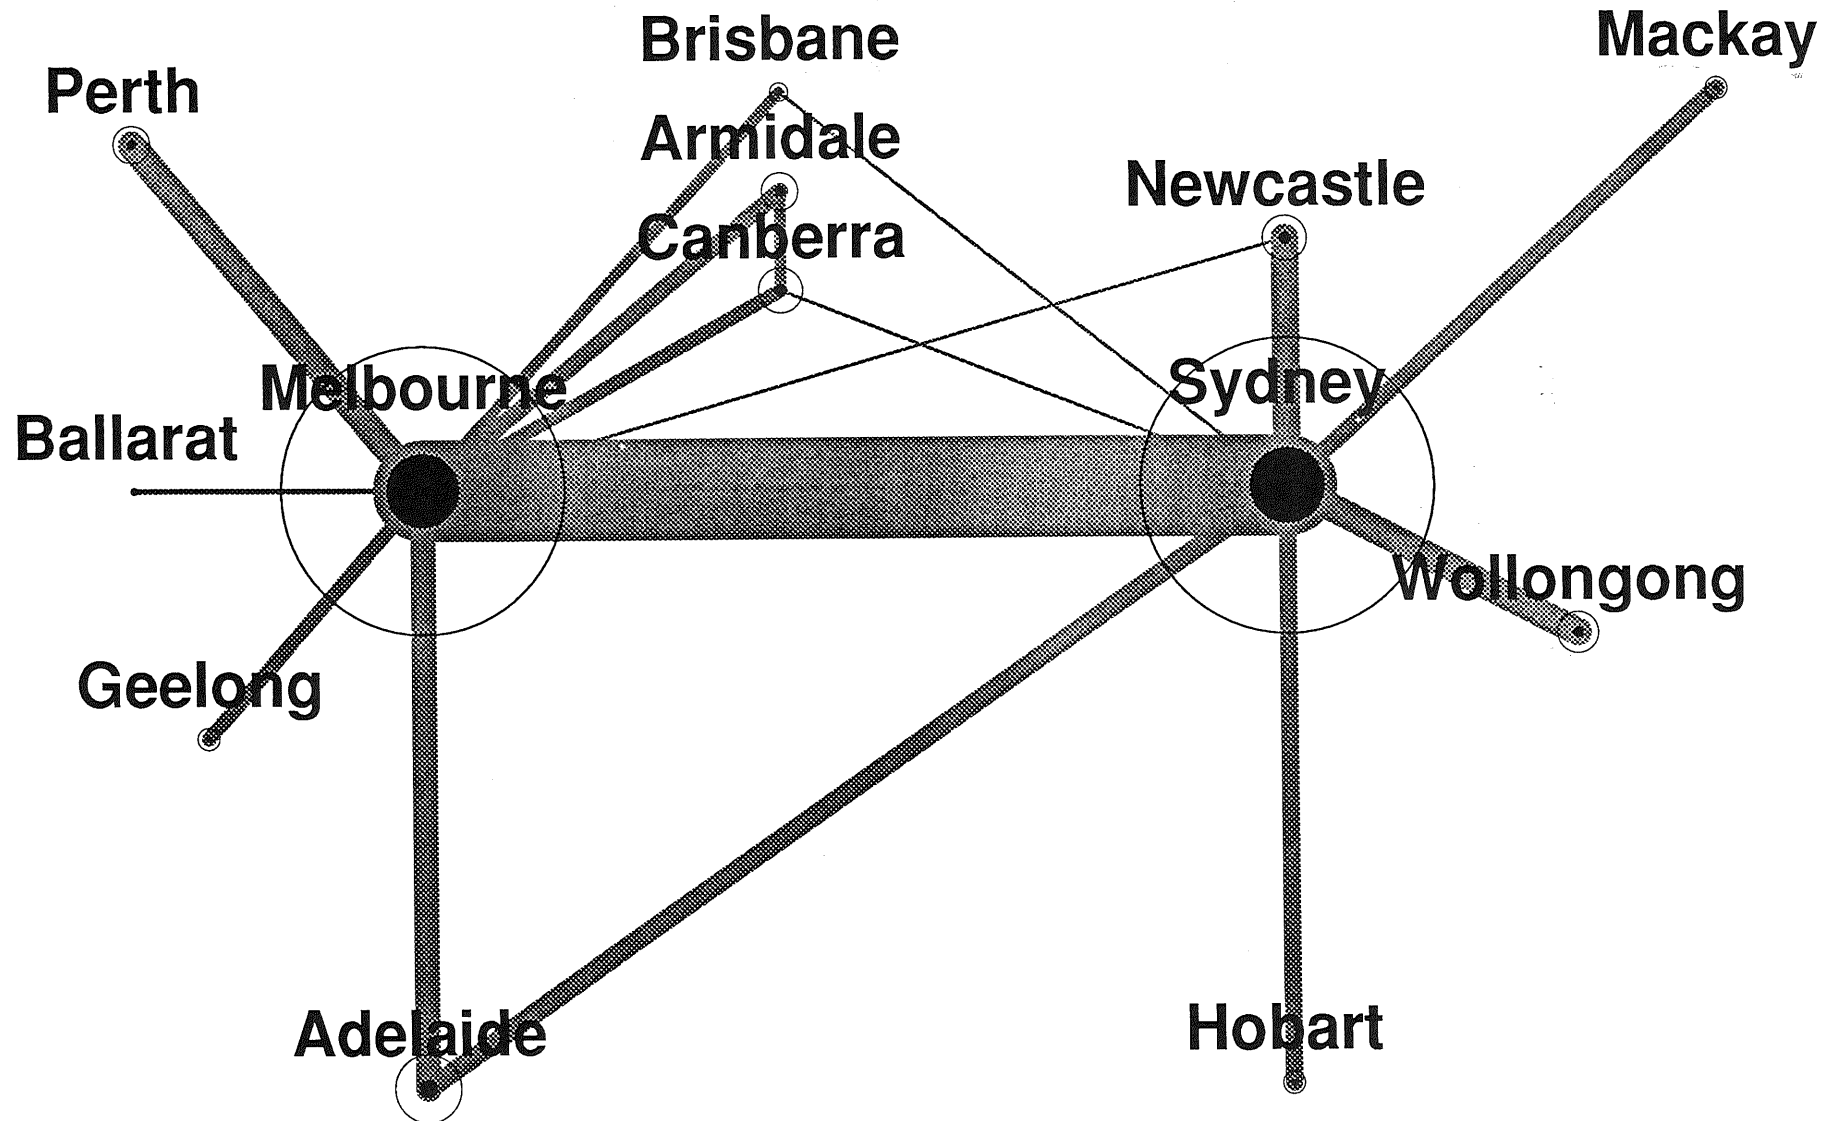 Brisbane
Mackay
Perth
Armidale
Newcastle
Canberra
Melbourne
Sydney
Ballarat
Wollongong
Geelong
Adelaide
Hobart